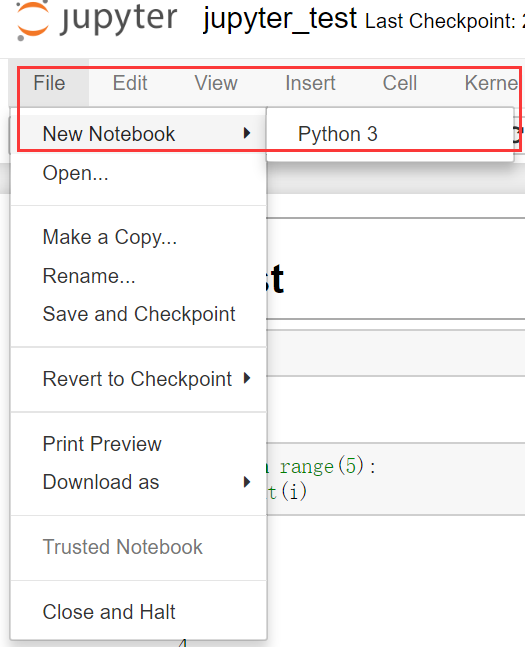 jupyter jupyter_test Last Checkpoint: 2
File Edit View Insert Cell Kerne
New Notebook Python 3
Open...
Make a Copy...
Rename...
st
Save and Checkpoint
Revert to Checkpoint
Print Preview
range(5):
Download as
t(i)
Trusted Notebook
Close and Halt
4